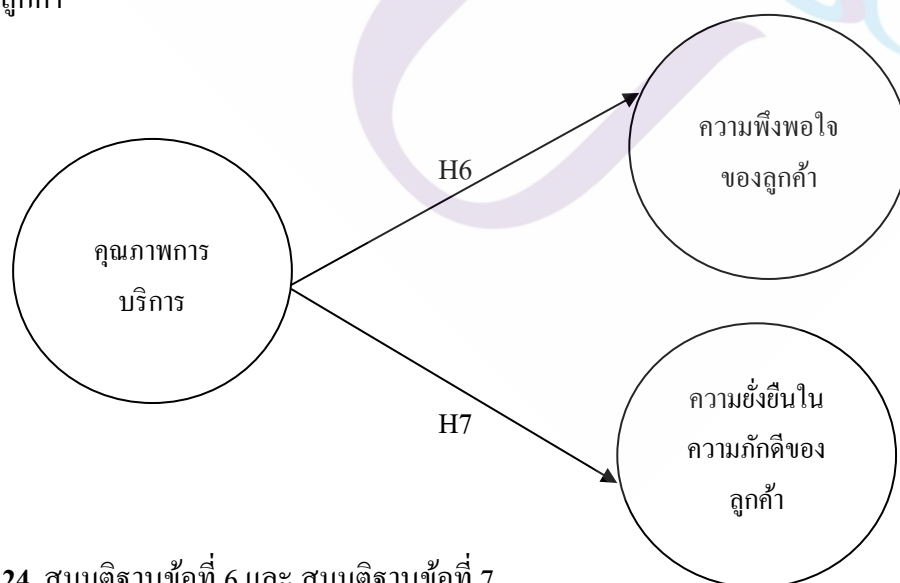 ลูกค้า
ความพึงพอใจ
ของลูกค้า
H6
คุณภาพการ
บริการ
ความยั่งยืนใน
ความภักดีของ
ลูกค้า
H7
24 สมมติฐานข้อที่ 6 และ สมมติฐานข้อที่ 7